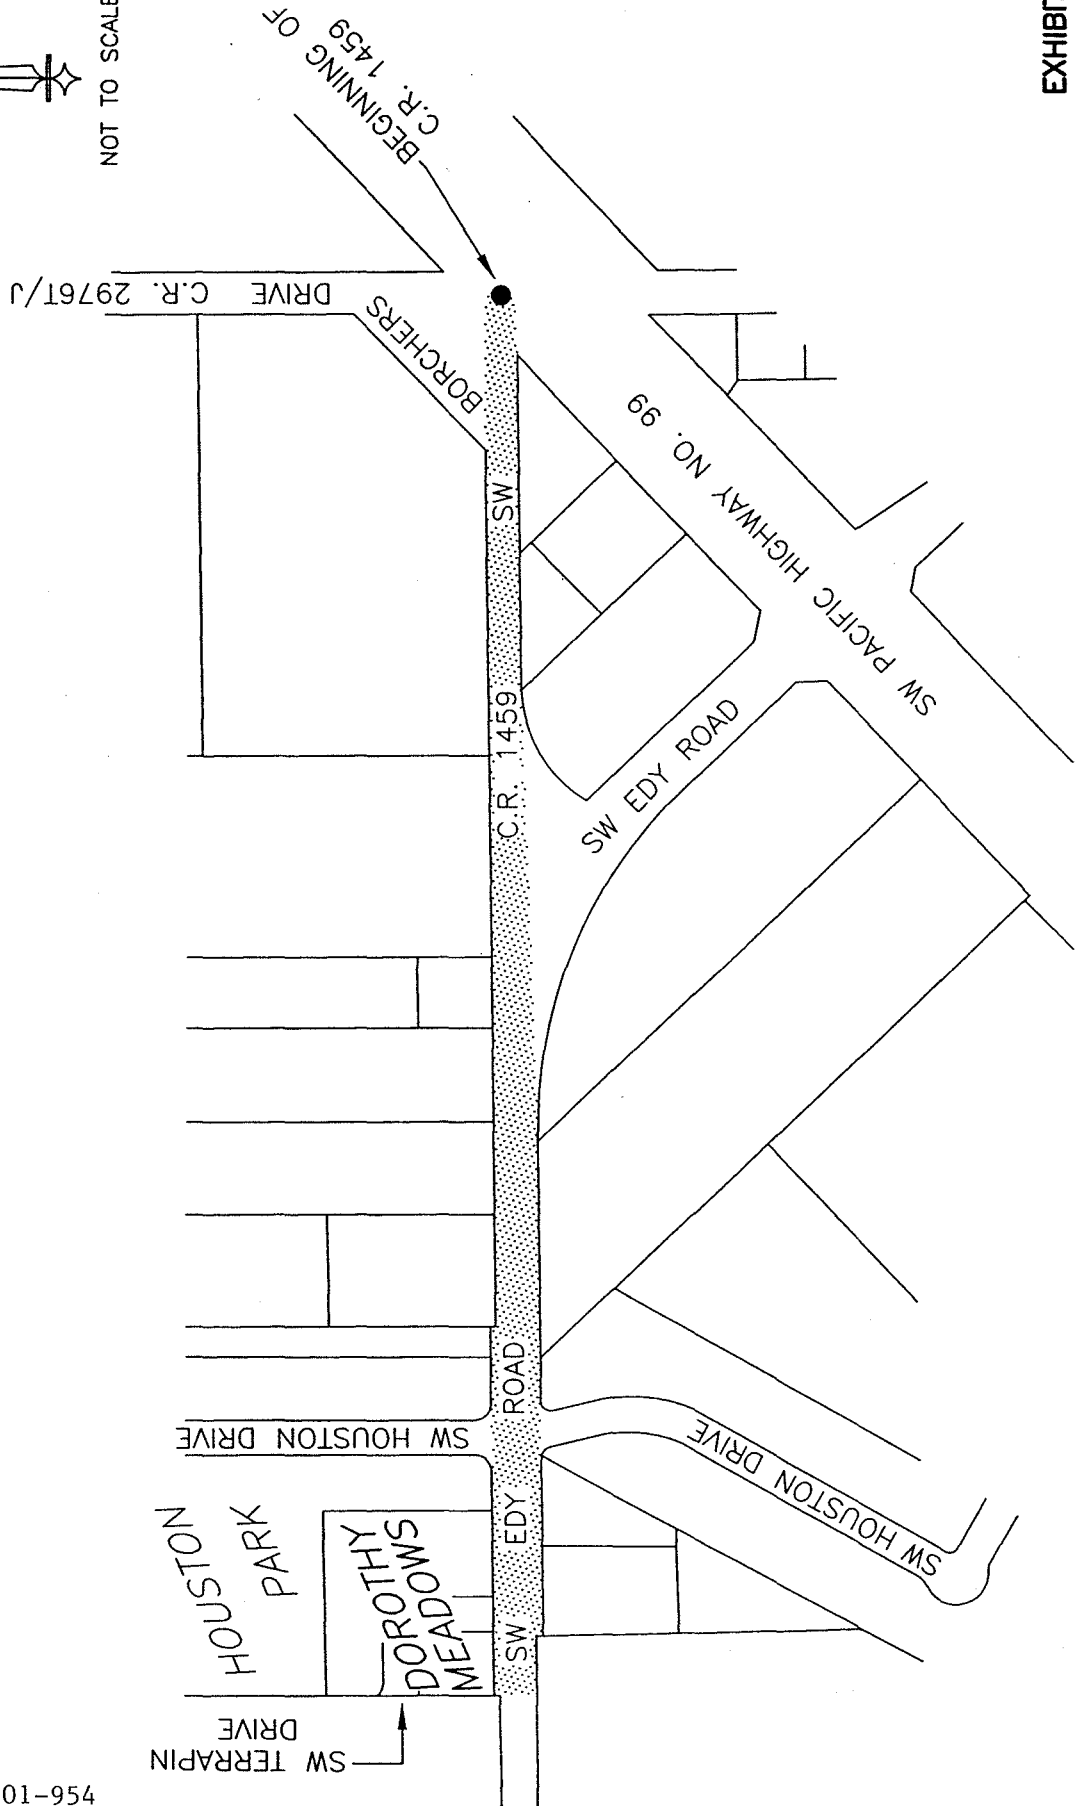 NOT TO SCALE
BEGINNING OF
C.R. 1459
DRIVE C.R. 2976T/J
BORCHERS
SW
C.R. 1459
SW PACIFIC HIGHWAY NO. 99
SW EDY ROAD
ROAD
EDY
SW
SW HOUSTON DRIVE
SW HOUSTON DRIVE
HOUSTON
PARK
DOROTHY
MEADOWS
SW TERRAPIN
DRIVE
01-954